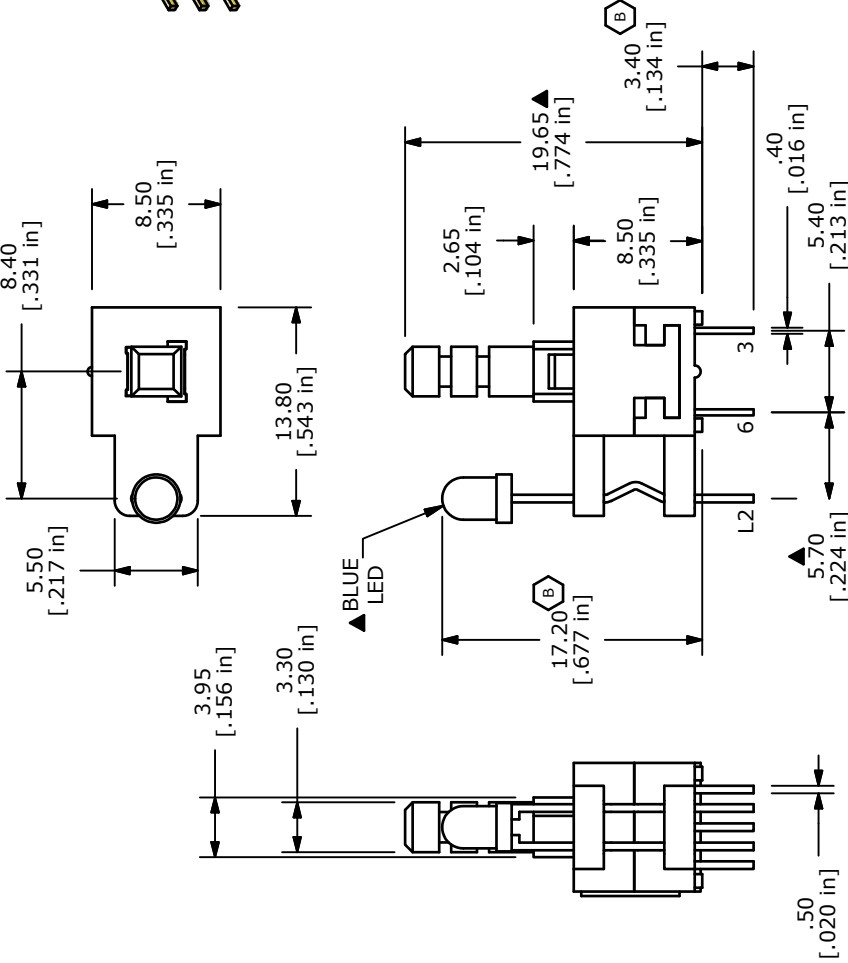 8.40
[.331 in]
8.50
[.335 in]
5.50
[.217 in]
13.80
[.543 in]
B
3.40
[.134 in]
19.65▲
[.774 in]
2.65
[.104 in]
8.50
[.335 in]
.40
[.016 in]
5.40
[.213 in]
3
6
L2
▲
5.70
[.224 in]
▲ BLUE
LED
B
17.20
[.677 in]
3.95
[.156 in]
3.30
[.130 in]
.50
[.020 in]